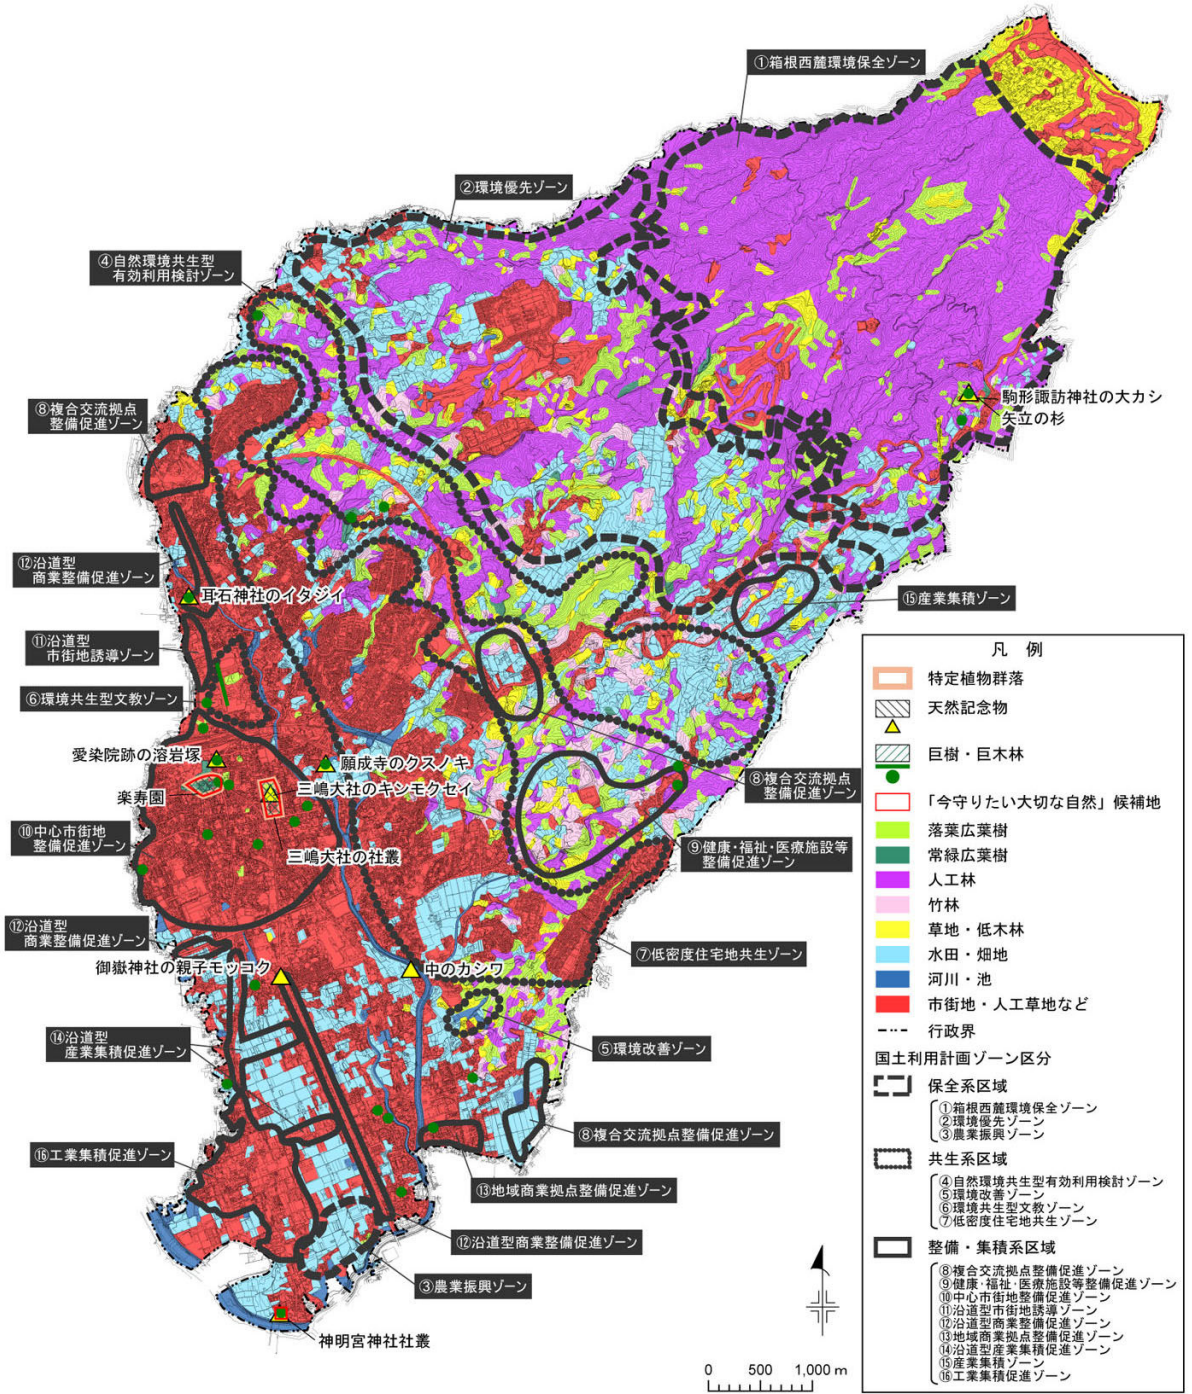 ①箱根西麓環境保全ゾーン
②環境優先ゾーン
④自然環境共生型
有効利用検討ゾーン
⑧複合交流拠点
整備促進ゾーン
駒形諏訪神社の大カシ
矢立の杉
⑫沿道型
商業整備促進ゾーン
耳石神社のイタジイ
⑮産業集積ゾーン
⑪沿道型
市街地誘導ゾーン
⑥環境共生型文教ゾーン
愛染院跡の溶岩塚
願成寺のクスノキ
三嶋大社のキンモクセイ
楽寿園
⑧複合交流拠点
整備促進ゾーン
⑩中心市街地
整備促進ゾーン
三嶋大社の社叢
⑨健康・福祉・医療施設等
整備促進ゾーン
⑫沿道型
商業整備促進ゾーン
⑦低密度住宅地共生ゾーン
御嶽神社の親子モッコク
中のカシワ
⑭沿道型
産業集積促進ゾーン
⑤環境改善ゾーン
⑧複合交流拠点整備促進ゾーン
⑯工業集積促進ゾーン
⑬地域商業拠点整備促進ゾーン
⑫沿道型商業整備促進ゾーン
③農業振興ゾーン
神明宮神社社叢
凡 例
特定植物群落
天然記念物
巨樹・巨木林
「今守りたい大切な自然」候補地
落葉広葉樹
常緑広葉樹
人工林
竹林
草地・低木林
水田・畑地
河川・池
市街地・人工草地など
行政界
国土利用計画ゾーン区分
保全系区域
①箱根西麓環境保全ゾーン
②環境優先ゾーン
③農業振興ゾーン
共生系区域
④自然環境共生型有効利用検討ゾーン
⑤環境改善ゾーン
⑥環境共生型文教ゾーン
⑦低密度住宅地共生ゾーン
整備・集積系区域
⑧複合交流拠点整備促進ゾーン
⑨健康・福祉・医療施設等整備促進ゾーン
⑩中心市街地整備促進ゾーン
⑪沿道型市街地誘導ゾーン
⑫沿道型商業整備促進ゾーン
⑬地域商業拠点整備促進ゾーン
⑭沿道型産業集積促進ゾーン
⑮産業集積ゾーン
⑯工業集積促進ゾーン
0 500 1,000 m